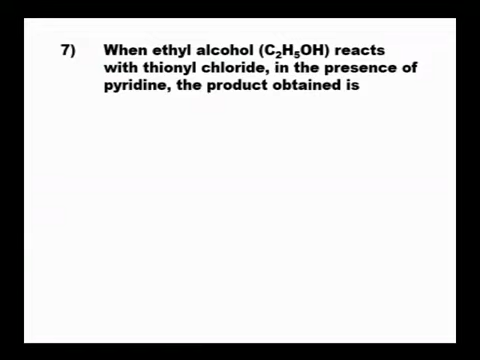 7) When ethyl alcohol (C₂H₅OH) reacts
with thionyl chloride, in the presence of
pyridine, the product obtained is